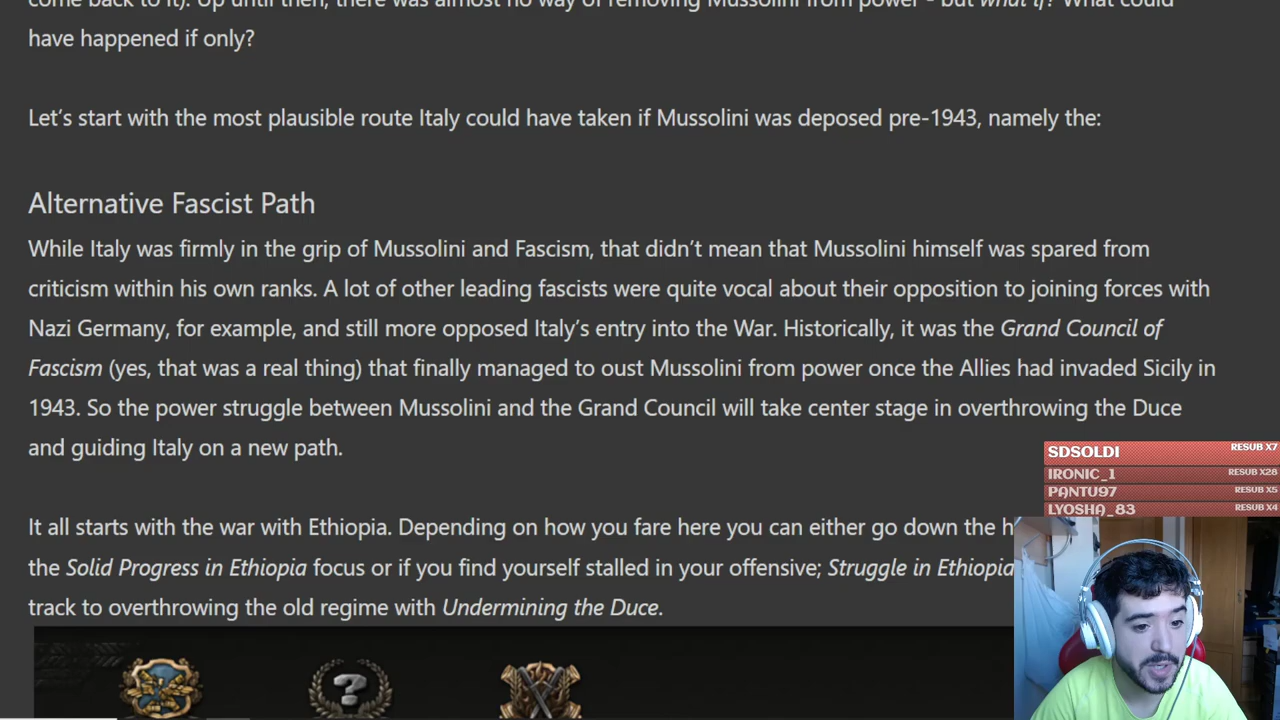 come back to it). Up until then, there was almost no way of removing Mussolini from power - but what if? What could
have happened if only?
Let’s start with the most plausible route Italy could have taken if Mussolini was deposed pre-1943, namely the:
Alternative Fascist Path
While Italy was firmly in the grip of Mussolini and Fascism, that didn’t mean that Mussolini himself was spared from
criticism within his own ranks. A lot of other leading fascists were quite vocal about their opposition to joining forces with
Nazi Germany, for example, and still more opposed Italy’s entry into the War. Historically, it was the Grand Council of
Fascism (yes, that was a real thing) that finally managed to oust Mussolini from power once the Allies had invaded Sicily in
1943. So the power struggle between Mussolini and the Grand Council will take center stage in overthrowing the Duce
and guiding Italy on a new path.
SDSOLDI RESUB X7
IRONIC_1 RESUB X28
PANTU97 RESUB X5
LYOSHA_83 RESUB X4
It all starts with the war with Ethiopia. Depending on how you fare here you can either go down the
the Solid Progress in Ethiopia focus or if you find yourself stalled in your offensive; Struggle in Ethiopia
track to overthrowing the old regime with Undermining the Duce.